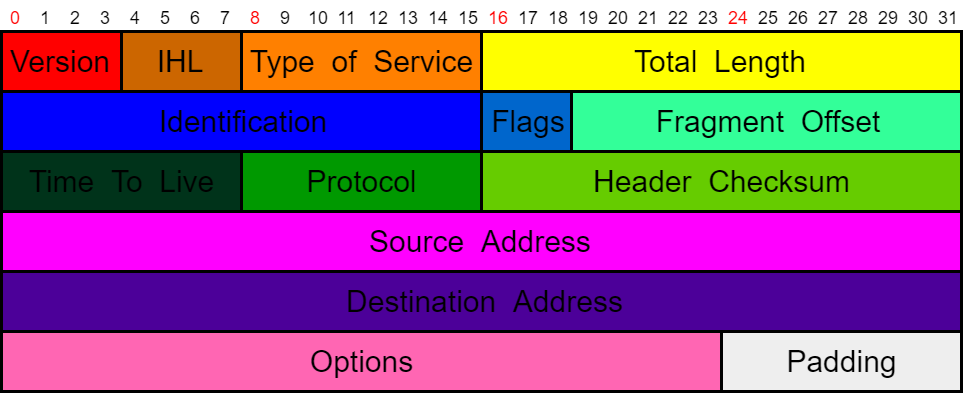 0 1 2 3 4 5 6 7 8 9 10 11 12 13 14 15 16 17 18 19 20 21 22 23 24 25 26 27 28 29 30 31
Version IHL Type of Service Total Length
Identification Flags Fragment Offset
Time To Live Protocol Header Checksum
Source Address
Destination Address
Options Padding